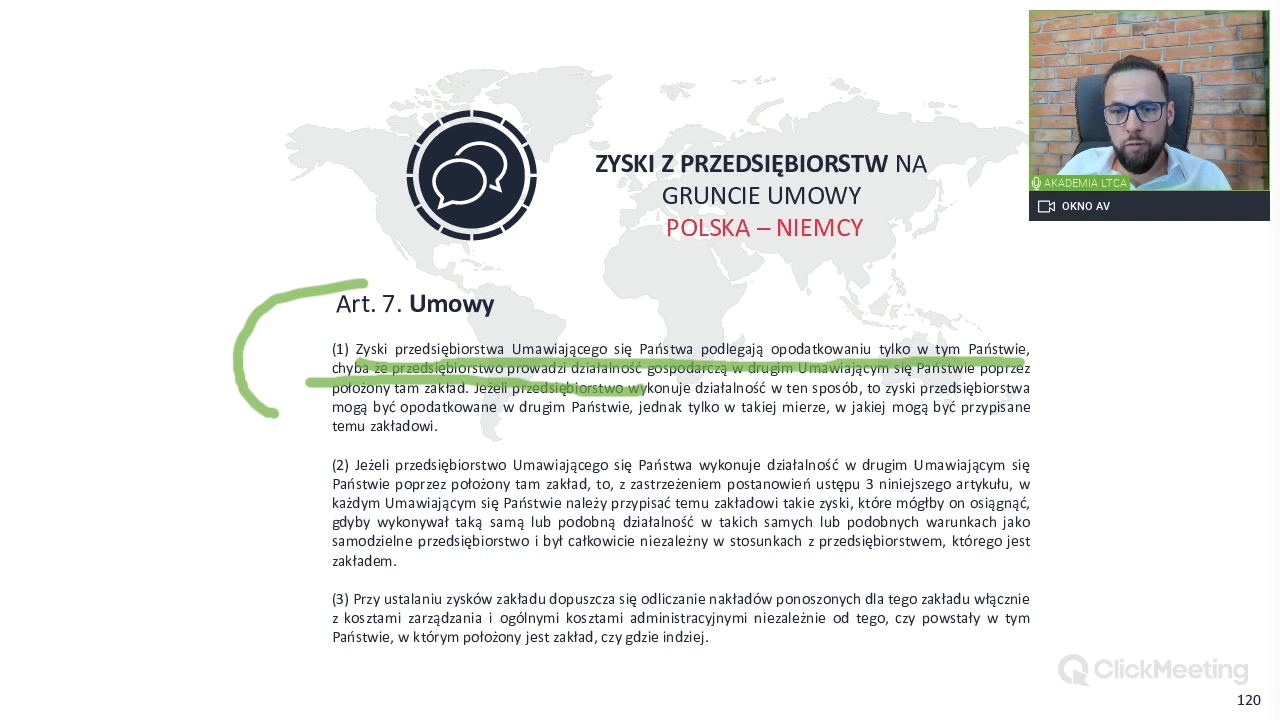 ZYSKI Z PRZEDSIĘBIORSTW NA
GRUNCIE UMOWY
POLSKA – NIEMCY
AKADEMIA LTCA
OKNO AV
Art. 7. Umowy
(1) Zyski przedsiębiorstwa Umawiającego się Państwa podlegają opodatkowaniu tylko w tym Państwie,
chyba że przedsiębiorstwo prowadzi działalność gospodarczą w drugim Umawiającym się Państwie poprzez
położony tam zakład. Jeżeli przedsiębiorstwo wykonuje działalność w ten sposób, to zyski przedsiębiorstwa
mogą być opodatkowane w drugim Państwie, jednak tylko w takiej mierze, w jakiej mogą być przypisane
temu zakładowi.
(2) Jeżeli przedsiębiorstwo Umawiającego się Państwa wykonuje działalność w drugim Umawiającym się
Państwie poprzez położony tam zakład, to, z zastrzeżeniem postanowień ustępu 3 niniejszego artykułu, w
każdym Umawiającym się Państwie należy przypisać temu zakładowi takie zyski, które mógłby on osiągnąć,
gdyby wykonywał taką samą lub podobną działalność w takich samych lub podobnych warunkach jako
samodzielne przedsiębiorstwo i był całkowicie niezależny w stosunkach z przedsiębiorstwem, którego jest
zakładem.
(3) Przy ustalaniu zysków zakładu dopuszcza się odliczanie nakładów ponoszonych dla tego zakładu włącznie
z kosztami zarządzania i ogólnymi kosztami administracyjnymi niezależnie od tego, czy powstały w tym
Państwie, w którym położony jest zakład, czy gdzie indziej.
ClickMeeting
120